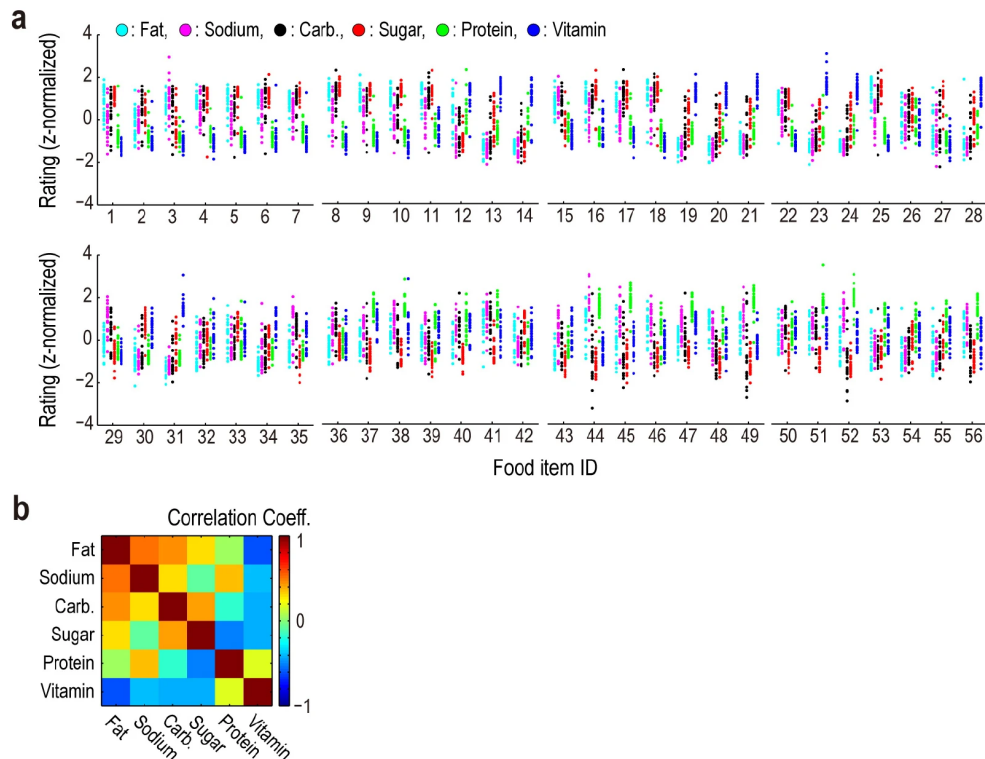 a
: Fat, : Sodium, : Carb., : Sugar, : Protein, : Vitamin
Rating (z-normalized)
4
2
0
−2
−4
1 2 3 4 5 6 7 8 9 10 11 12 13 14 15 16 17 18 19 20 21 22 23 24 25 26 27 28
Rating (z-normalized)
4
2
0
−2
−4
29 30 31 32 33 34 35 36 37 38 39 40 41 42 43 44 45 46 47 48 49 50 51 52 53 54 55 56
Food item ID
b
Correlation Coeff.
Fat
Sodium
Carb.
Sugar
Protein
Vitamin
1
0
−1
Fat Sodium Carb. Sugar Protein Vitamin